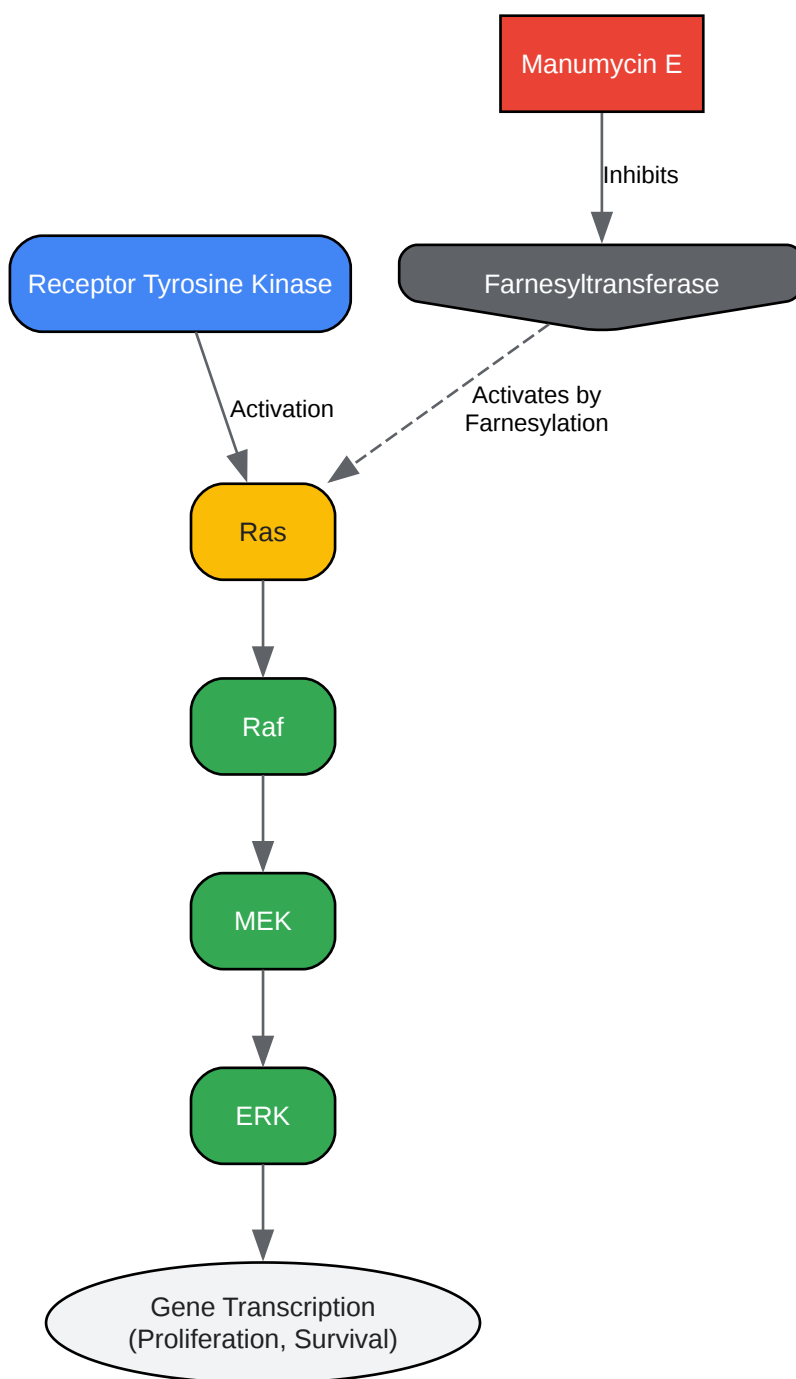 Manumycin E
Inhibits
Receptor Tyrosine Kinase
Farnesyltransferase
Activation
Activates by
Farnesylation
Ras
Raf
MEK
ERK
Gene Transcription
(Proliferation, Survival)